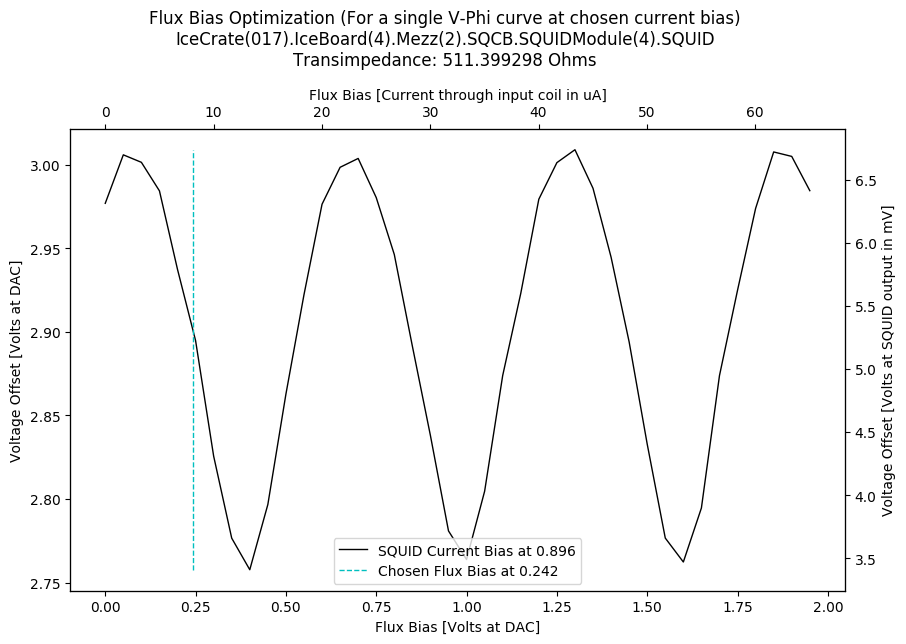 Flux Bias Optimization (For a single V-Phi curve at chosen current bias)
IceCrate(017).IceBoard(4).Mezz(2).SQCB.SQUIDModule(4).SQUID
Transimpedance: 511.399298 Ohms
Flux Bias [Current through input coil in uA]
0 10 20 30 40 50 60
Voltage Offset [Volts at DAC]
3.00
2.95
2.90
2.85
2.80
2.75
6.5
6.0
5.5
5.0
4.5
4.0
3.5
Voltage Offset [Volts at SQUID output in mV]
SQUID Current Bias at 0.896
Chosen Flux Bias at 0.242
0.00 0.25 0.50 0.75 1.00 1.25 1.50 1.75 2.00
Flux Bias [Volts at DAC]